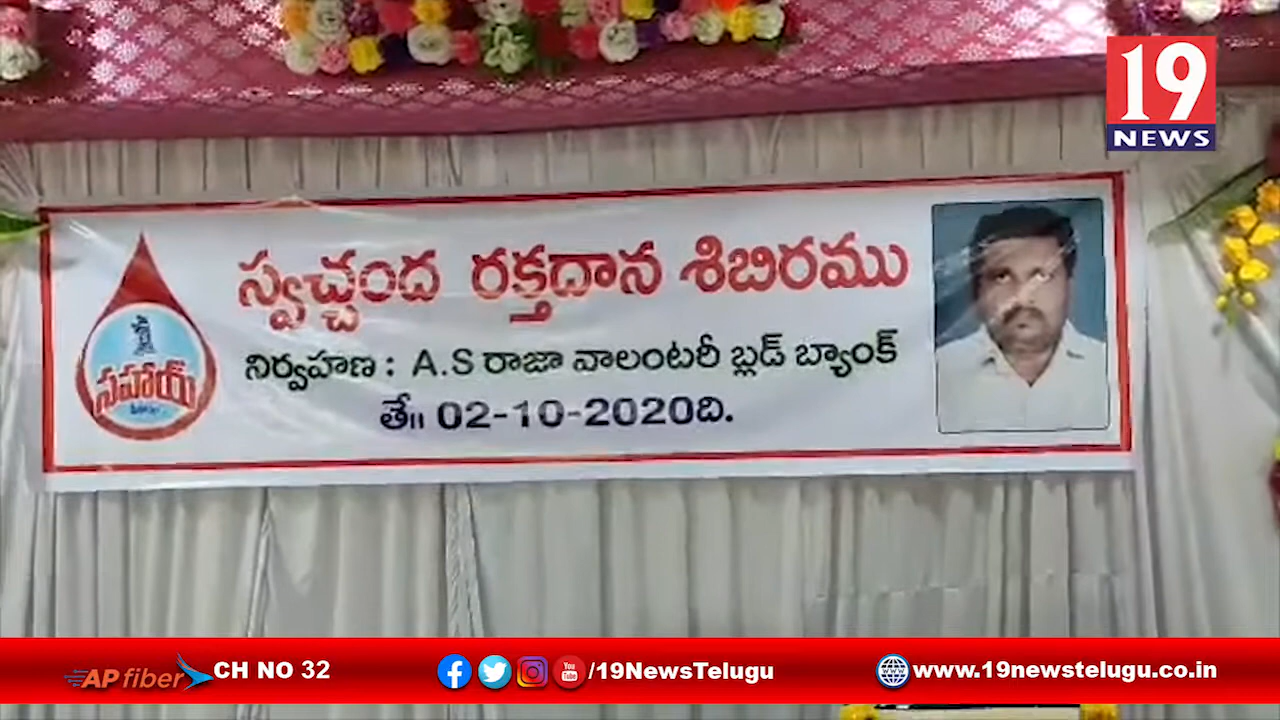 19
NEWS
స్వచ్ఛంద రక్తదాన శిబిరము
నిర్వహణ : A.S రాజా వాలంటరీ బ్లడ్ బ్యాంక్
తే॥ 02-10-2020ది.
సహాయ్
AP fiber CH NO 32
/19NewsTelugu
www.19newstelugu.co.in